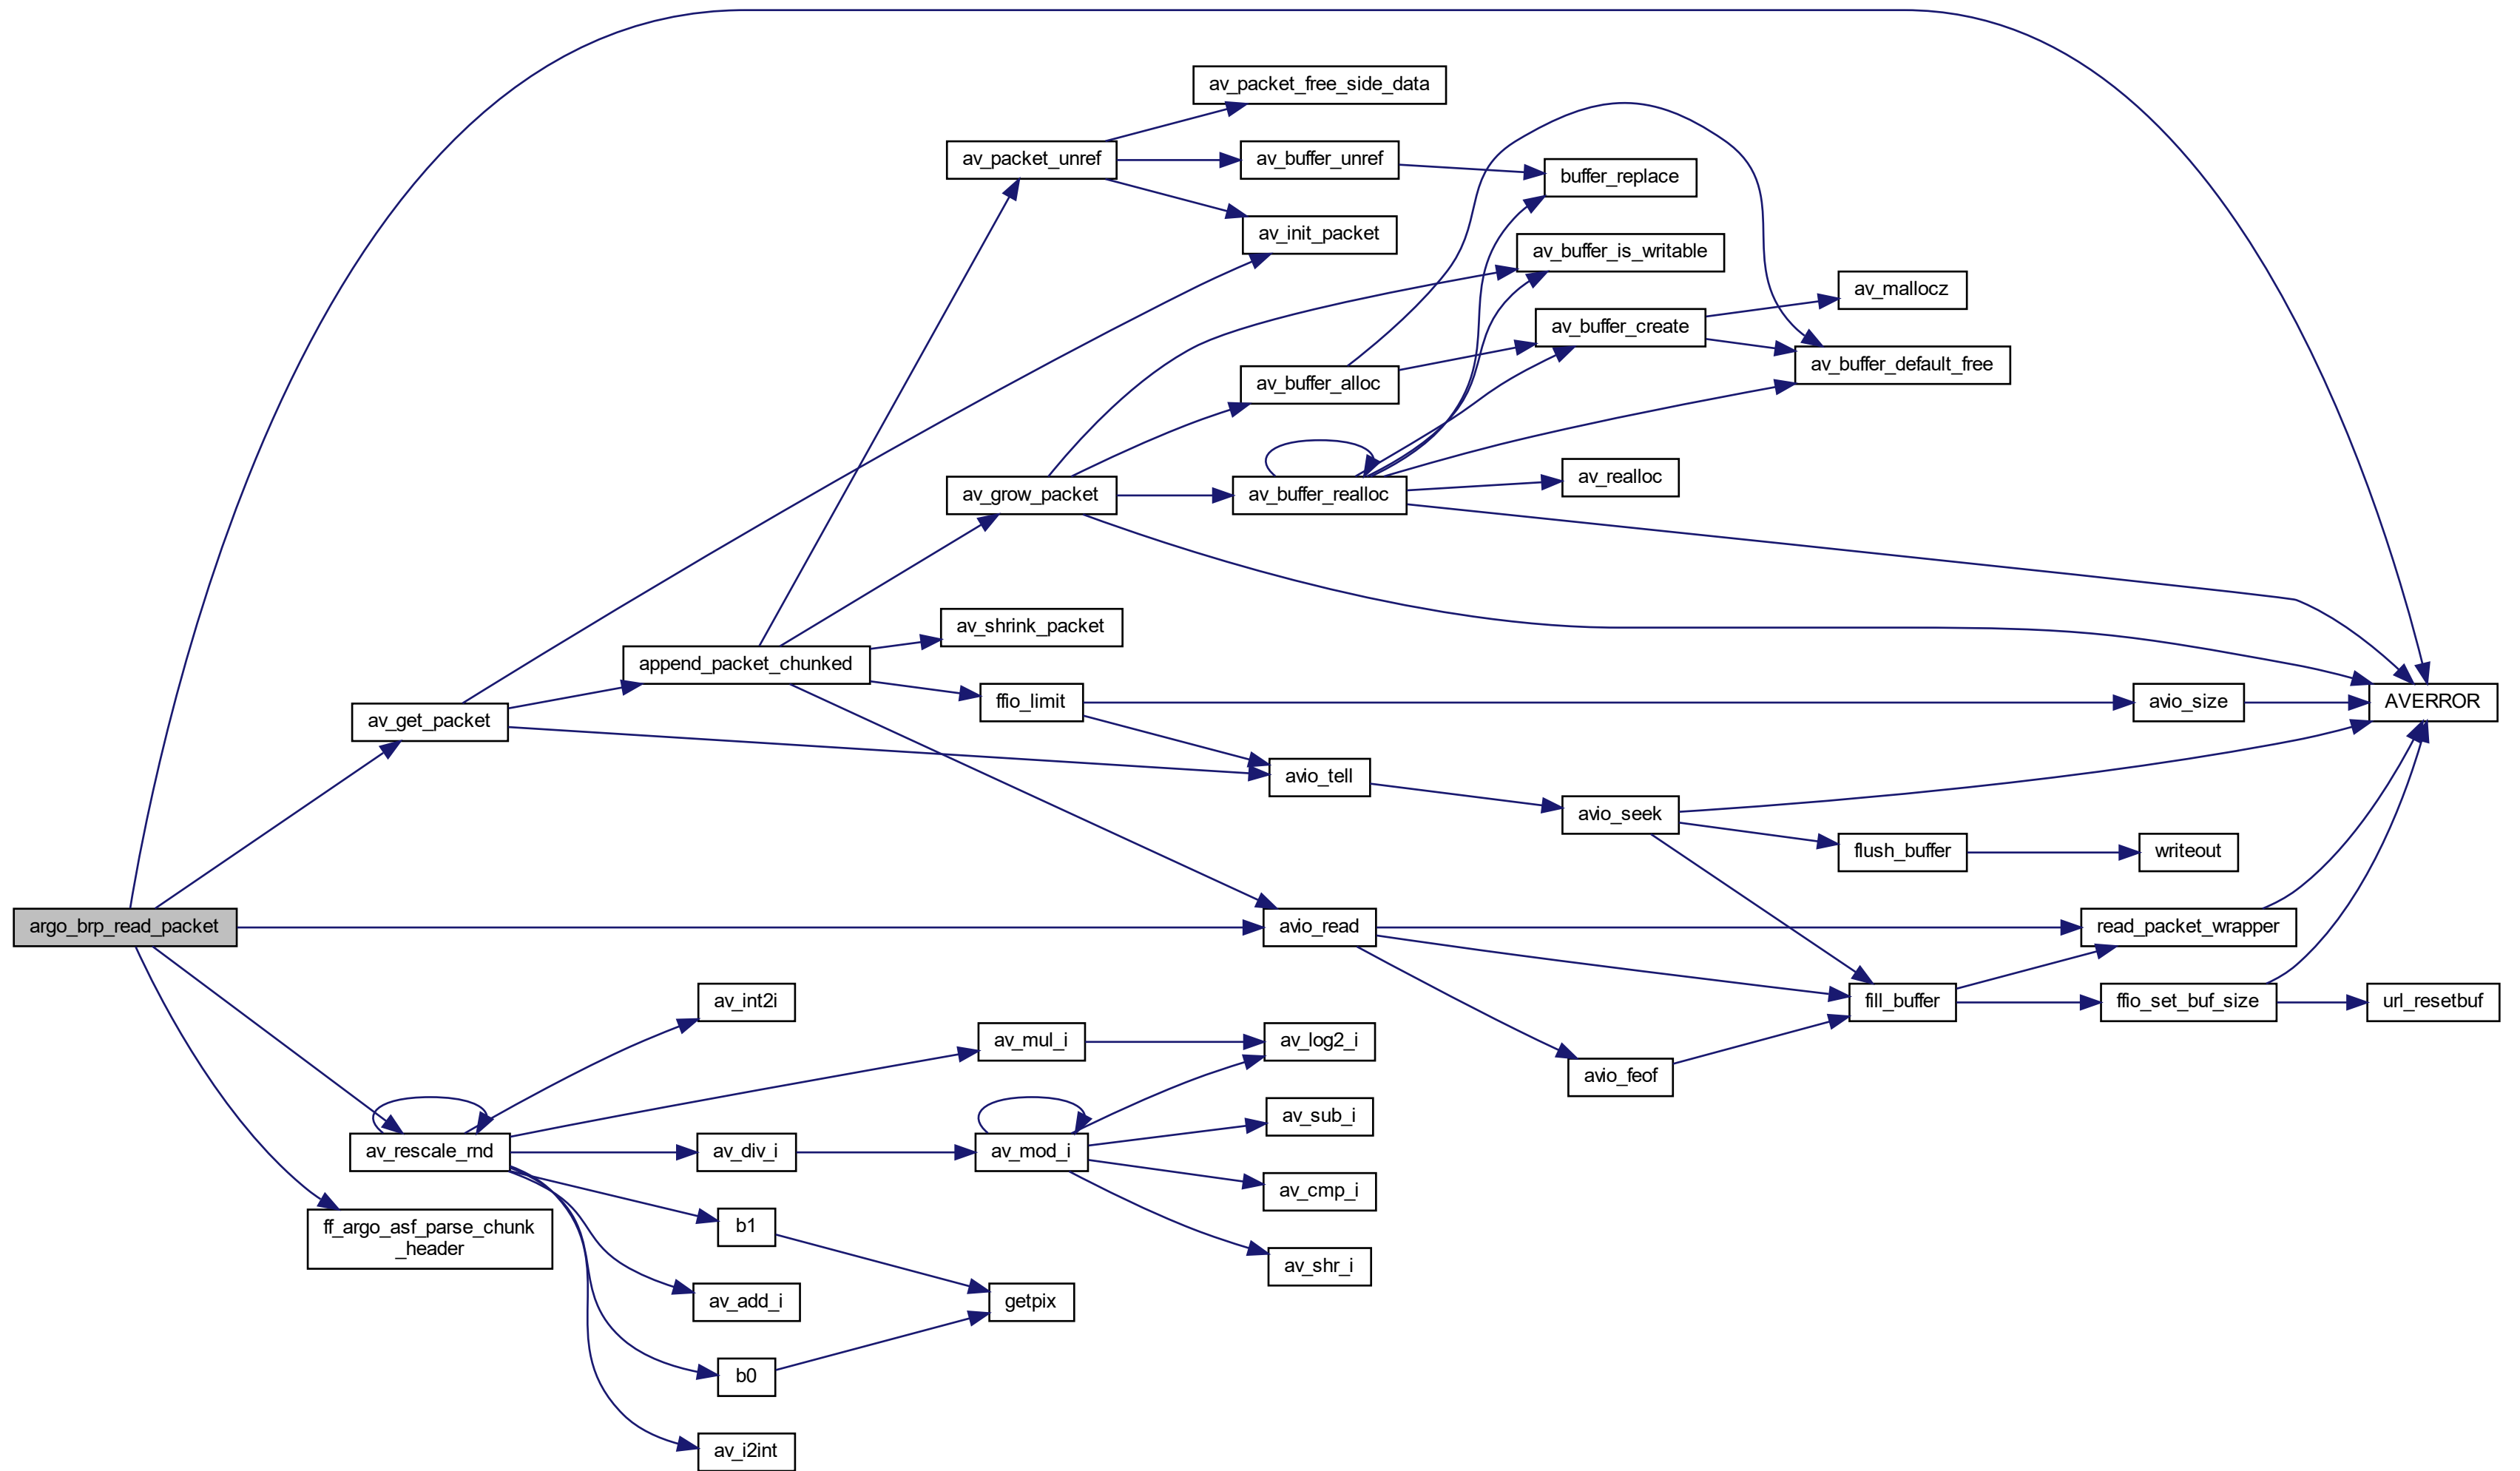 av_packet_free_side_data
av_packet_unref
av_buffer_unref
buffer_replace
av_init_packet
av_buffer_is_writable
av_mallocz
av_buffer_create
av_buffer_default_free
av_buffer_alloc
av_realloc
av_grow_packet
av_buffer_realloc
av_shrink_packet
append_packet_chunked
ffio_limit
avio_size
AVERROR
av_get_packet
avio_tell
avio_seek
flush_buffer
writeout
argo_brp_read_packet
avio_read
read_packet_wrapper
av_int2i
fill_buffer
ffio_set_buf_size
url_resetbuf
av_mul_i
av_log2_i
avio_feof
av_sub_i
av_rescale_rnd
av_div_i
av_mod_i
av_cmp_i
b1
ff_argo_asf_parse_chunk
_header
av_shr_i
av_add_i
getpix
b0
av_i2int